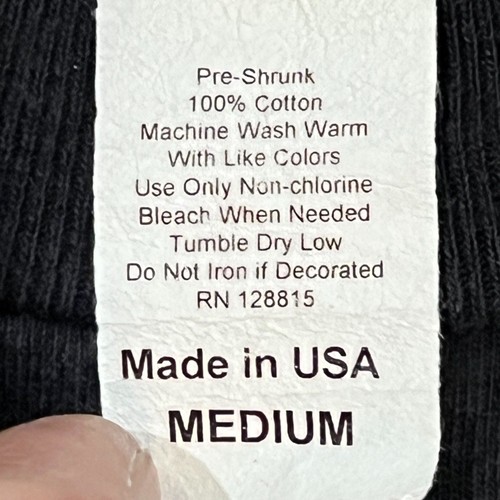 Pre-Shrunk
100% Cotton
Machine Wash Warm
With Like Colors
Use Only Non-chlorine
Bleach When Needed
Tumble Dry Low
Do Not Iron if Decorated
RN 128815
Made in USA
MEDIUM